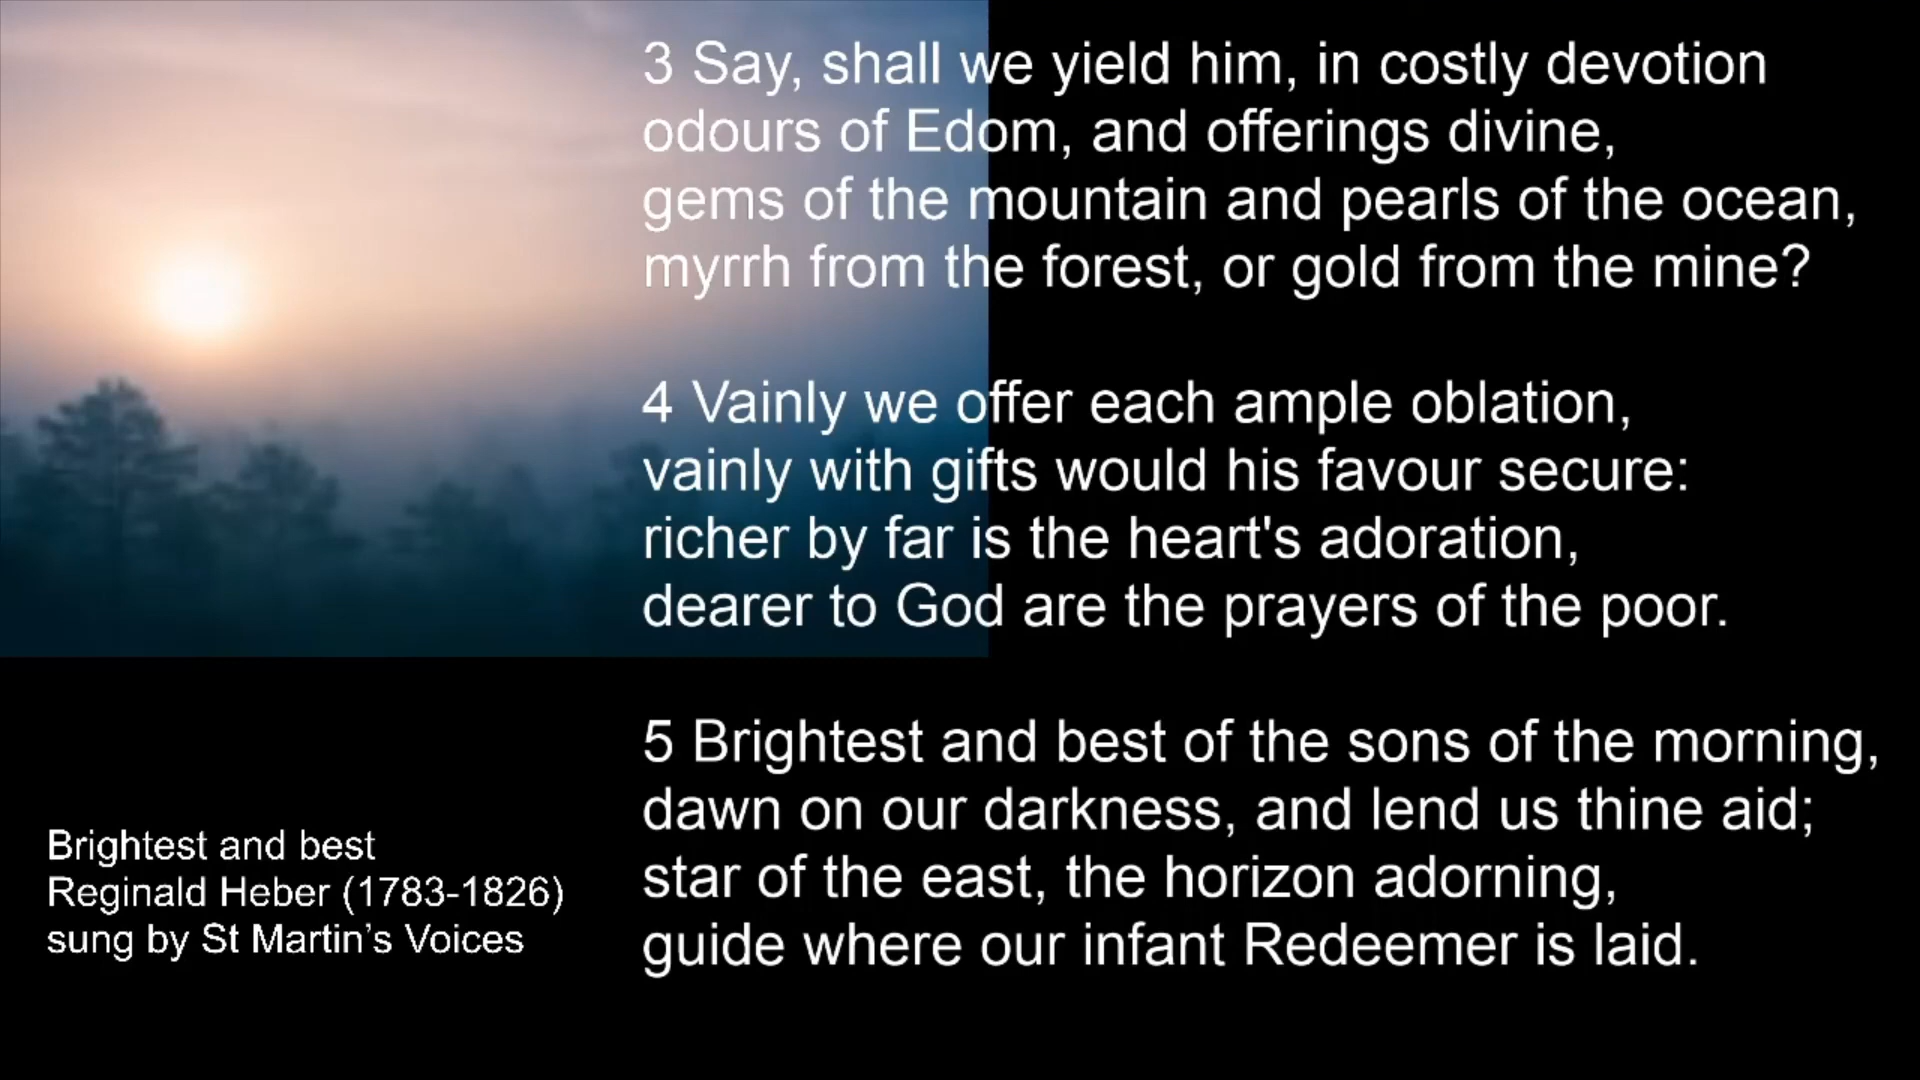 3 Say, shall we yield him, in costly devotion
odours of Edom, and offerings divine,
gems of the mountain and pearls of the ocean,
myrrh from the forest, or gold from the mine?
4 Vainly we offer each ample oblation,
vainly with gifts would his favour secure:
richer by far is the heart's adoration,
dearer to God are the prayers of the poor.
5 Brightest and best of the sons of the morning,
dawn on our darkness, and lend us thine aid;
star of the east, the horizon adorning,
guide where our infant Redeemer is laid.
Brightest and best
Reginald Heber (1783-1826)
sung by St Martin’s Voices